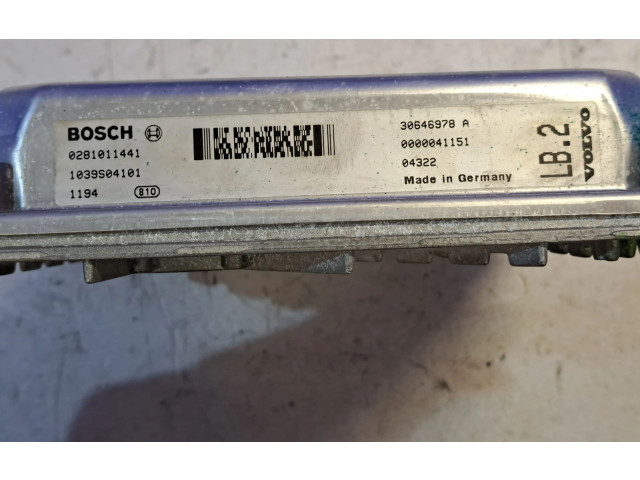 BOSCH
0281011441
1039S04101
1194 B10
30646978 A
0000041151
04322
Made in Germany
LB.2
VOLVO